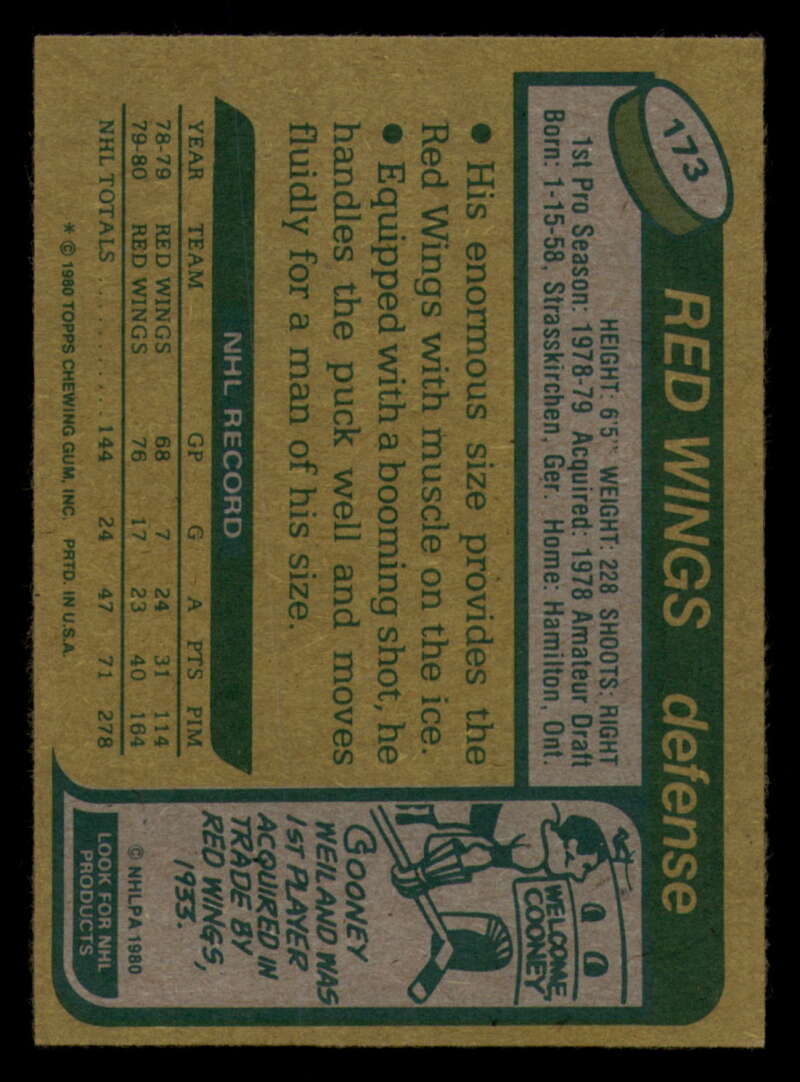 173
RED WINGS defense
HEIGHT: 6'5" WEIGHT: 228 SHOOTS: RIGHT
1st Pro Season: 1978-79 Acquired: 1978 Amateur Draft
Born: 1-15-58, Strasskirchen, Ger. Home: Hamilton, Ont.
• His enormous size provides the
Red Wings with muscle on the ice.
• Equipped with a booming shot, he
handles the puck well and moves
fluidly for a man of his size.
NHL RECORD
YEAR TEAM GP G A PTS PIM
78-79 RED WINGS 68 7 24 31 114
79-80 RED WINGS 76 17 23 40 164
NHL TOTALS ........... 144 24 47 71 278
* © 1980 TOPPS CHEWING GUM, INC. PRTD. IN U.S.A.
WELCOME
COONEY
COONEY
WEILAND WAS
1ST PLAYER
ACQUIRED IN
TRADE BY
RED WINGS,
1933.
© NHLPA 1980
LOOK FOR NHL
PRODUCTS